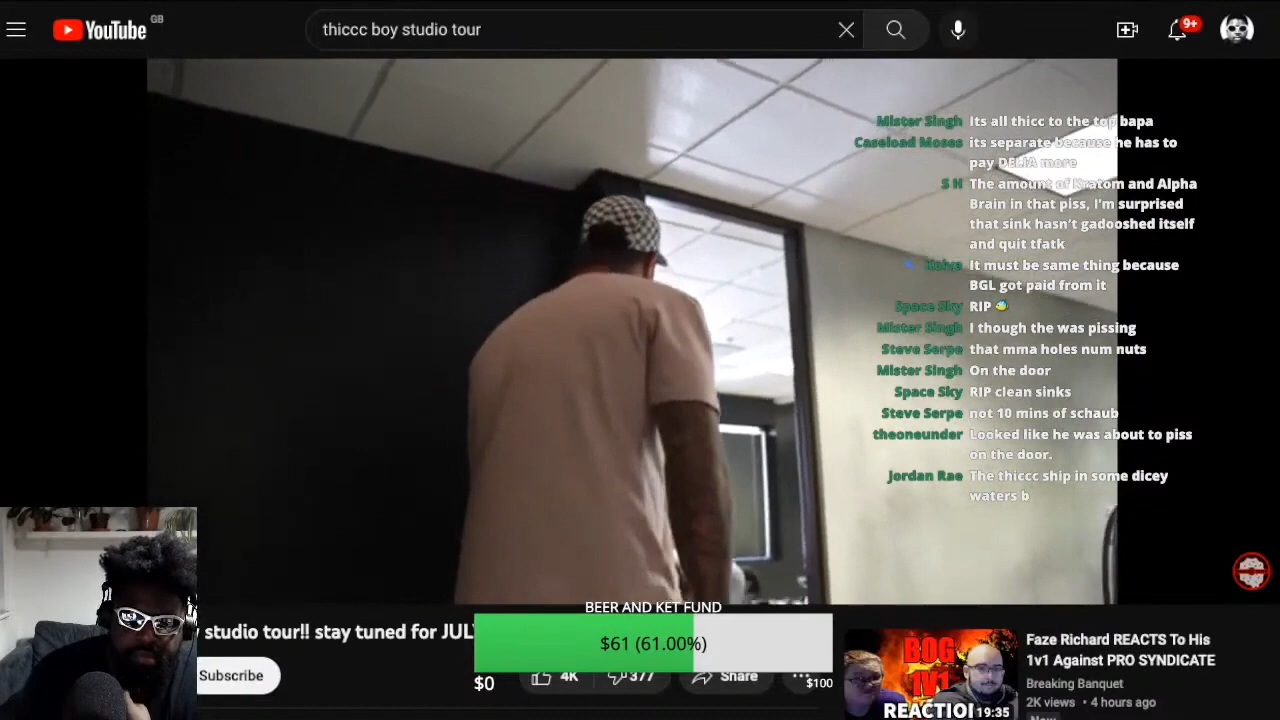 YouTube GB
thiccc boy studio tour
9+
Mister Singh Its all thicc to the top bapa
Caseload Moses its separate because he has to
pay DELIA more
S H The amount of Kratom and Alpha
Brain in that piss, I'm surprised
that sink hasn't gadooshed itself
and quit tfatk
It must be same thing because
BGL got paid from it
Space Sky RIP
Mister Singh I though the was pissing
Steve Serpe that mma holes num nuts
Mister Singh On the door
Space Sky RIP clean sinks
Steve Serpe not 10 mins of schaub
theoneunder Looked like he was about to piss
on the door.
Jordan Rae The thiccc ship in some dicey
waters b
BEER AND KET FUND
$61 (61.00%)
$0
$100
studio tour!! stay tuned for JUL
Subscribe
4K
377
Share
BOG
1V1
REACTIO
19:35
Faze Richard REACTS To His
1v1 Against PRO SYNDICATE
Breaking Banquet
2K views • 4 hours ago
New